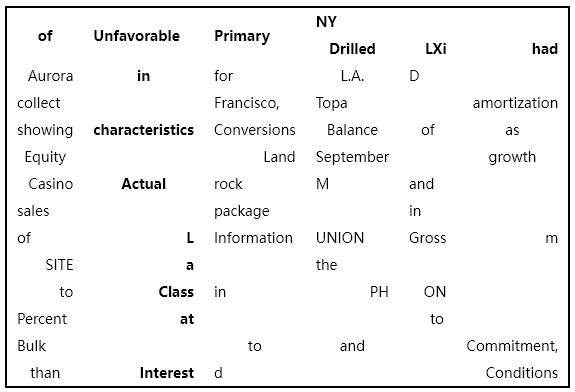 NY
of Unfavorable Primary Drilled LXi had
Aurora in for L.A. D
collect Francisco, Topa amortization
showing characteristics Conversions Balance of as
Equity Land September growth
Casino Actual rock M and
sales package in
of L Information UNION Gross m
SITE a the
to Class in PH ON
Percent at to
Bulk to and Commitment,
than Interest d Conditions